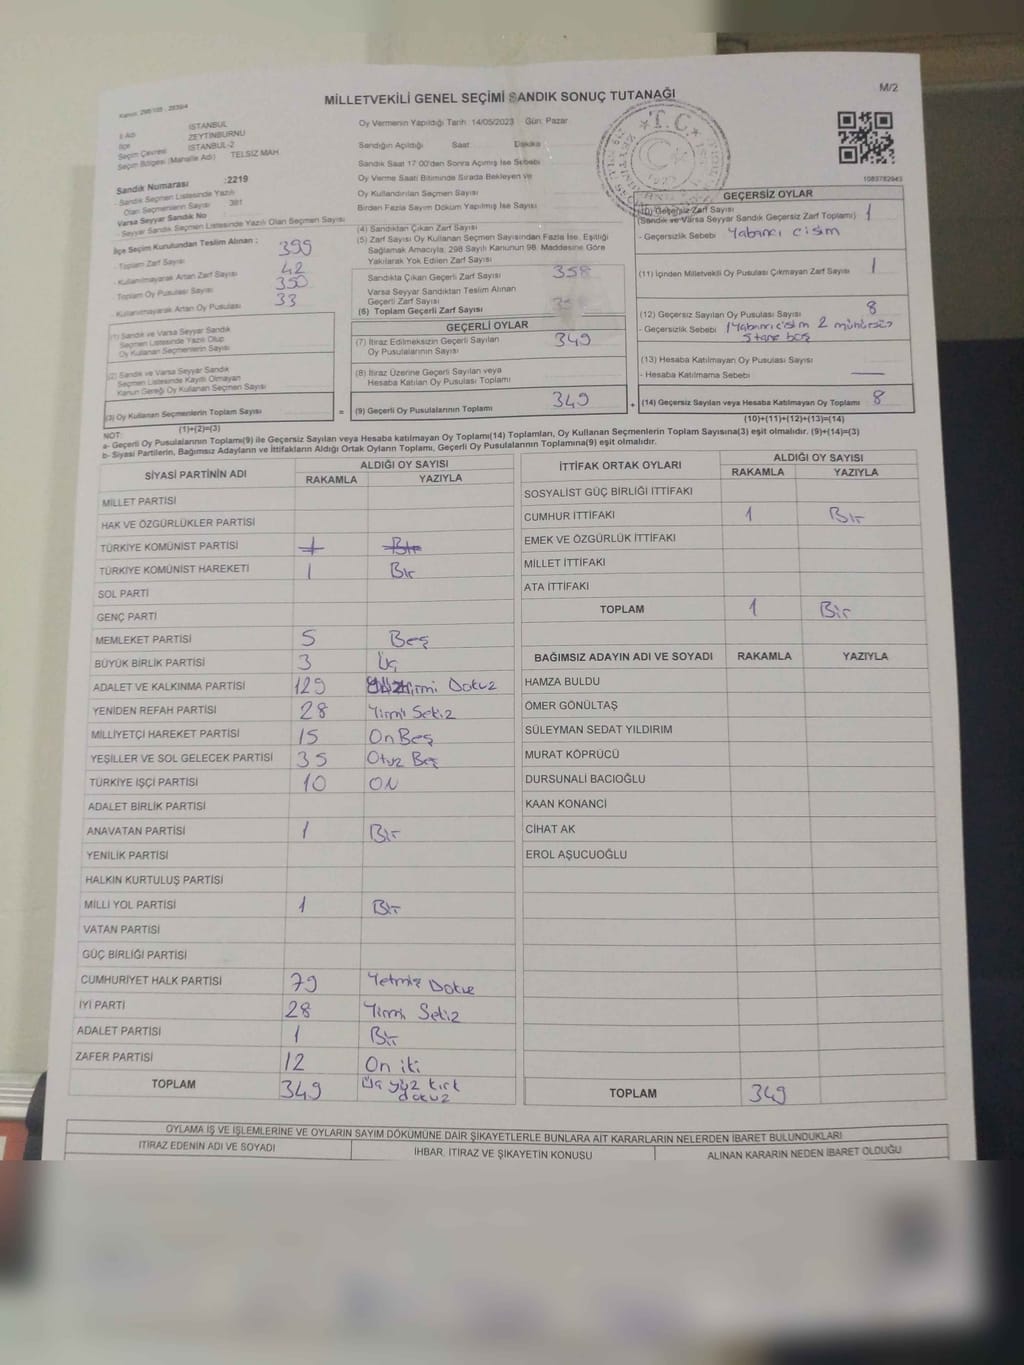 MİLLETVEKİLİ GENEL SEÇİMİ SANDIK SONUÇ TUTANAĞI
M/2
İl Adı İSTANBUL
İlçe ZEYTİNBURNU
Seçim Çevresi İSTANBUL-2
Seçim Bölgesi (Mahalle Adı) TELSİZ MAH.
Sandık Numarası :2219
- Sandık Seçmen Listesinde Yazılı
Olan Seçmenlerin Sayısı 381
Varsa Seyyar Sandık No
- Seyyar Sandık Seçmen Listesinde Yazılı Olan Seçmen Sayısı
İlçe Seçim Kurulundan Teslim Alınan :
- Toplam Zarf Sayısı 399
- Kullanılmayarak Artan Zarf Sayısı 42
Toplam Oy Pusulası Sayısı 350
- Kullanılmayarak Artan Oy Pusulası 33
(1) Sandık ve Varsa Seyyar Sandık
Seçmen Listesinde Yazılı Olup
Oy Kullanan Seçmenlerin Sayısı
(2) Sandık ve Varsa Seyyar Sandık
Seçmen Listesinde Kayıtlı Olmayan
Kanun Gereği Oy Kullanan Seçmen Sayısı
(3) Oy Kullanan Seçmenlerin Toplam Sayısı
(1)+(2)=(3)
Oy Vermenin Yapıldığı Tarih 14/05/2023 Gün: Pazar
Sandığın Açıldığı Saat Dakika
Sandık Saat 17:00'den Sonra Açılmış İse Sebebi
Oy Verme Saati Bitiminde Sırada Bekleyen ve
Oy Kullandırılan Seçmen Sayısı
Birden Fazla Sayım Döküm Yapılmış İse Sayısı
(4) Sandıktan Çıkan Zarf Sayısı
(5) Zarf Sayısı Oy Kullanan Seçmen Sayısından Fazla İse, Eşitliği
Sağlamak Amacıyla, 298 Sayılı Kanunun 98. Maddesine Göre
Yakılarak Yok Edilen Zarf Sayısı
Sandıkta Çıkan Geçerli Zarf Sayısı 358
Varsa Seyyar Sandıktan Teslim Alınan
Geçerli Zarf Sayısı
(6) Toplam Geçerli Zarf Sayısı
GEÇERLİ OYLAR
(7) İtiraz Edilmeksizin Geçerli Sayılan
Oy Pusulalarının Sayısı 349
(8) İtiraz Üzerine Geçerli Sayılan veya
Hesaba Katılan Oy Pusulası Toplamı
= (9) Geçerli Oy Pusulalarının Toplamı 349 +
T.C.
1083782943
GEÇERSİZ OYLAR
(10) Geçersiz Zarf Sayısı
(Sandık ve Varsa Seyyar Sandık Geçersiz Zarf Toplamı) 1
- Geçersizlik Sebebi Yabancı cisim
(11) İçinden Milletvekili Oy Pusulası Çıkmayan Zarf Sayısı 1
(12) Geçersiz Sayılan Oy Pusulası Sayısı 8
- Geçersizlik Sebebi 1 Yabancı cisim 2 mühürsüz
5 tane boş
(13) Hesaba Katılmayan Oy Pusulası Sayısı
- Hesaba Katılmama Sebebi —
(14) Geçersiz Sayılan veya Hesaba Katılmayan Oy Toplamı 8
(10)+(11)+(12)+(13)=(14)
NOT:
a- Geçerli Oy Pusulalarının Toplamı(9) ile Geçersiz Sayılan veya Hesaba katılmayan Oy Toplamı(14) Toplamları, Oy Kullanan Seçmenlerin Toplam Sayısına(3) eşit olmalıdır. (9)+(14)=(3)
b- Siyasi Partilerin, Bağımsız Adayların ve İttifakların Aldığı Ortak Oyların Toplamı, Geçerli Oy Pusulalarının Toplamına(9) eşit olmalıdır.
SİYASİ PARTİNİN ADI ALDIĞI OY SAYISI
RAKAMLA YAZIYLA
MİLLET PARTİSİ
HAK VE ÖZGÜRLÜKLER PARTİSİ
TÜRKİYE KOMÜNİST PARTİSİ 1 Bir
TÜRKİYE KOMÜNİST HAREKETİ 1 Bir
SOL PARTİ
GENÇ PARTİ
MEMLEKET PARTİSİ 5 Beş
BÜYÜK BİRLİK PARTİSİ 3 Üç
ADALET VE KALKINMA PARTİSİ 129 Yüzyirmi Dokuz
YENİDEN REFAH PARTİSİ 28 Yirmi Sekiz
MİLLİYETÇİ HAREKET PARTİSİ 15 OnBeş
YEŞİLLER VE SOL GELECEK PARTİSİ 35 Otuz Beş
TÜRKİYE İŞÇİ PARTİSİ 10 ON
ADALET BİRLİK PARTİSİ
ANAVATAN PARTİSİ 1 Bir
YENİLİK PARTİSİ
HALKIN KURTULUŞ PARTİSİ
MİLLİ YOL PARTİSİ 1 Bir
VATAN PARTİSİ
GÜÇ BİRLİĞİ PARTİSİ
CUMHURİYET HALK PARTİSİ 79 Yetmiş Dokuz
İYİ PARTİ 28 Yirmi Sekiz
ADALET PARTİSİ 1 Bir
ZAFER PARTİSİ 12 On iki
TOPLAM 349 Üç yüz kırk dokuz
İTTİFAK ORTAK OYLARI ALDIĞI OY SAYISI
RAKAMLA YAZIYLA
SOSYALİST GÜÇ BİRLİĞİ İTTİFAKI
CUMHUR İTTİFAKI 1 Bir
EMEK VE ÖZGÜRLÜK İTTİFAKI
MİLLET İTTİFAKI
ATA İTTİFAKI
TOPLAM 1 Bir
BAĞIMSIZ ADAYIN ADI VE SOYADI RAKAMLA YAZIYLA
HAMZA BULDU
ÖMER GÖNÜLTAŞ
SÜLEYMAN SEDAT YILDIRIM
MURAT KÖPRÜCÜ
DURSUNALİ BACIOĞLU
KAAN KONANCİ
CİHAT AK
EROL AŞUCUOĞLU
TOPLAM 349
OYLAMA İŞ VE İŞLEMLERİNE VE OYLARIN SAYIM DÖKÜMÜNE DAİR ŞİKAYETLERLE BUNLARA AİT KARARLARIN NELERDEN İBARET BULUNDUKLARI
İTİRAZ EDENİN ADI VE SOYADI İHBAR, İTİRAZ VE ŞİKAYETİN KONUSU ALINAN KARARIN NEDEN İBARET OLDUĞU